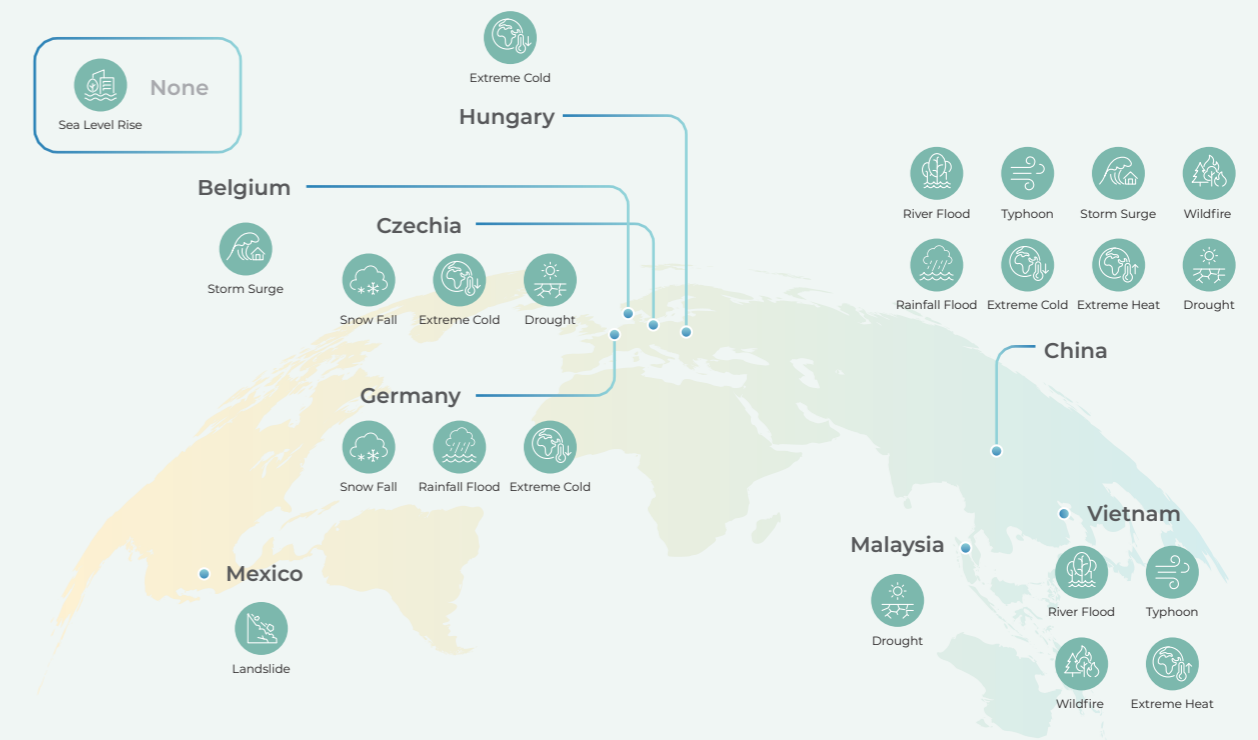 Extreme Cold
None
Sea Level Rise
Hungary
Belgium
Storm Surge
Czechia
Snow Fall Extreme Cold Drought
River Flood Typhoon Storm Surge Wildfire
Rainfall Flood Extreme Cold Extreme Heat Drought
China
Germany
Snow Fall Rainfall Flood Extreme Cold
Mexico
Landslide
Malaysia
Drought
Vietnam
River Flood Typhoon
Wildfire Extreme Heat